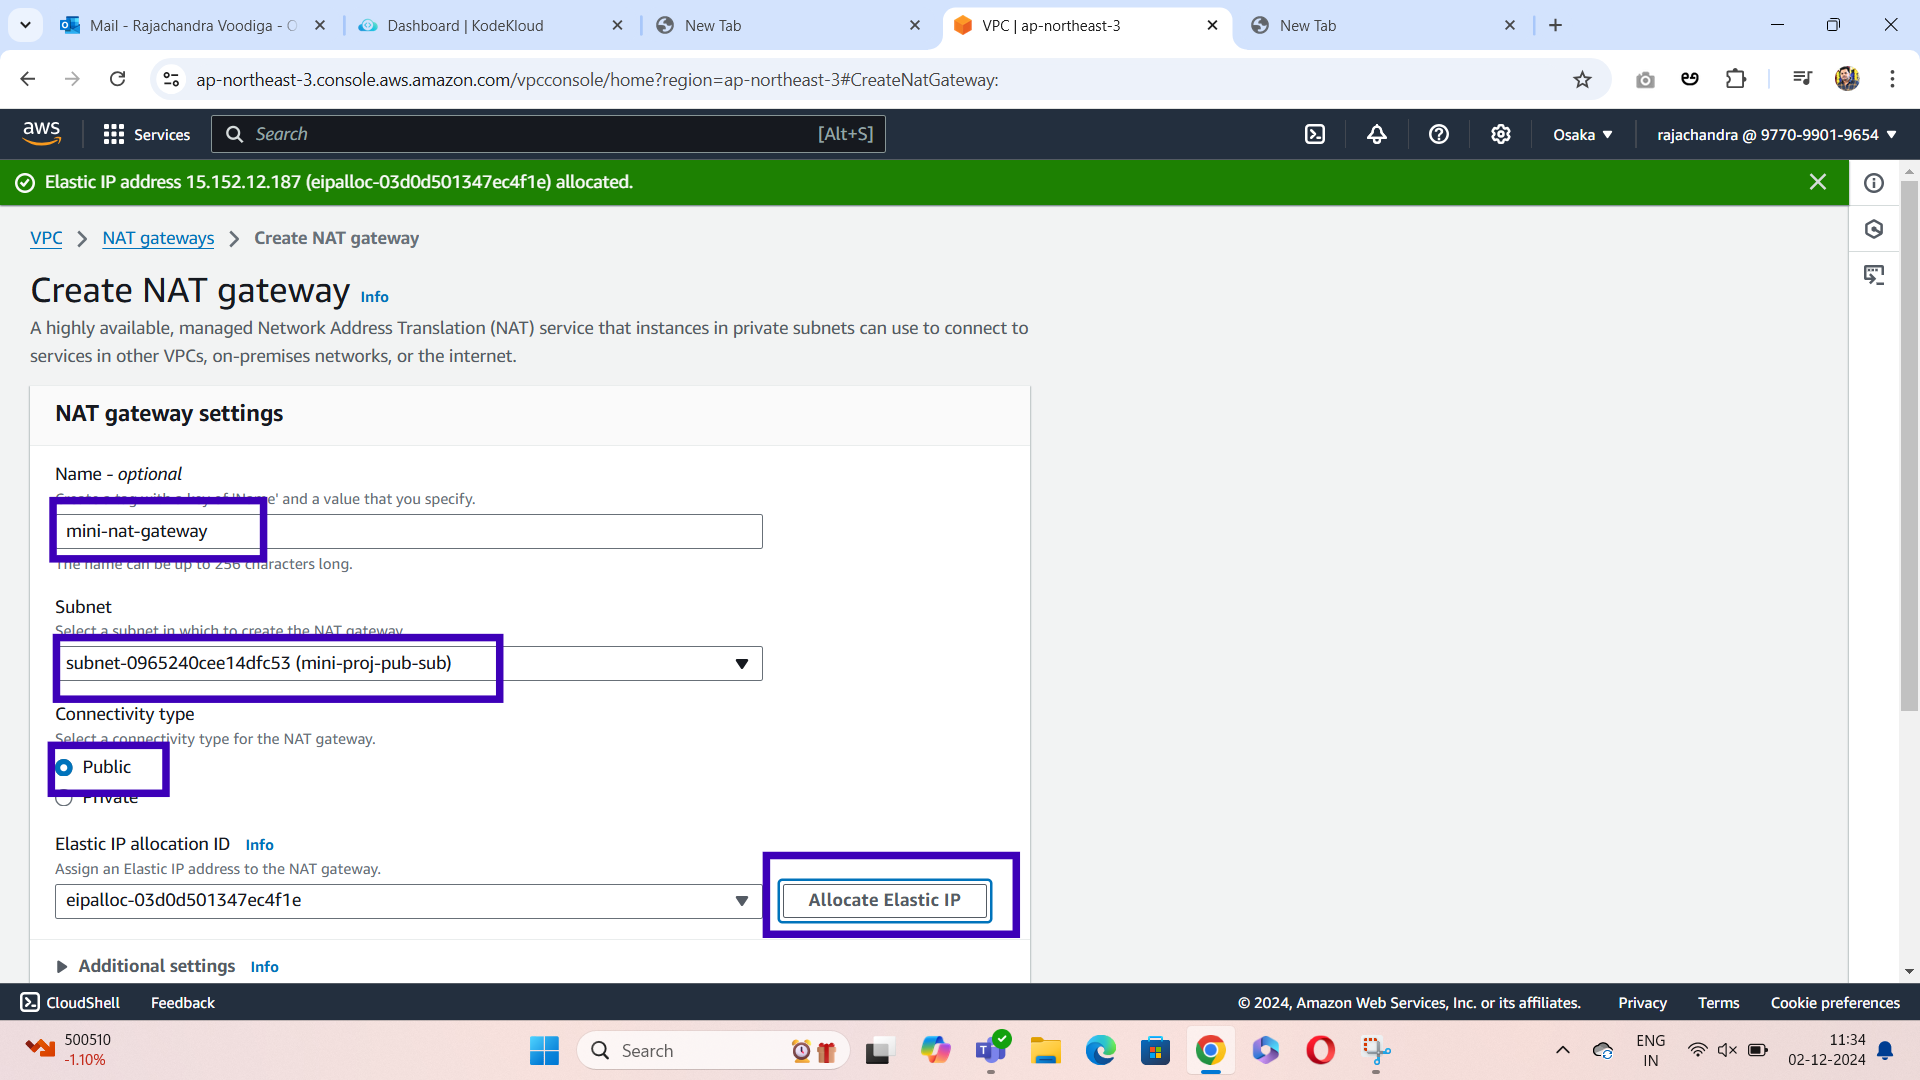 Mail - Rajachandra Voodiga - O
Dashboard | KodeKloud
New Tab
VPC | ap-northeast-3
New Tab
ap-northeast-3.console.aws.amazon.com/vpcconsole/home?region=ap-northeast-3#CreateNatGateway:
aws
Services
Search
[Alt+S]
Osaka
rajachandra @ 9770-9901-9654
Elastic IP address 15.152.12.187 (eipalloc-03d0d501347ec4f1e) allocated.
VPC
NAT gateways
Create NAT gateway
Create NAT gateway Info
A highly available, managed Network Address Translation (NAT) service that instances in private subnets can use to connect to
services in other VPCs, on-premises networks, or the internet.
NAT gateway settings
Name - optional
Create a tag with a key of 'Name' and a value that you specify.
mini-nat-gateway
The name can be up to 256 characters long.
Subnet
Select a subnet in which to create the NAT gateway.
subnet-0965240cee14dfc53 (mini-proj-pub-sub)
Connectivity type
Select a connectivity type for the NAT gateway.
Public
Private
Elastic IP allocation ID Info
Assign an Elastic IP address to the NAT gateway.
eipalloc-03d0d501347ec4f1e
Allocate Elastic IP
Additional settings Info
CloudShell
Feedback
© 2024, Amazon Web Services, Inc. or its affiliates.
Privacy
Terms
Cookie preferences
500510
-1.10%
Search
ENG
IN
11:34
02-12-2024